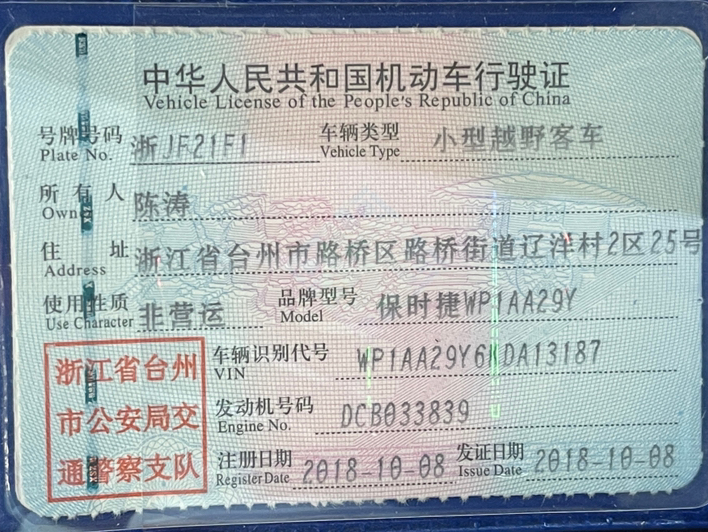 中华人民共和国机动车行驶证
Vehicle License of the People's Republic of China
号牌号码 浙JF21F1 车辆类型 小型越野客车
Plate No. Vehicle Type
所有人 陈涛
Owner
住址 浙江省台州市路桥区路桥街道辽洋村2区25号
Address
使用性质 非营运 品牌型号 保时捷WP1AA29Y
Use Character Model
浙江省台州 车辆识别代号 WP1AA29Y6KDA13187
VIN
市公安局交 发动机号码 DCB033839
Engine No.
通警察支队 注册日期 2018-10-08 发证日期 2018-10-08
Register Date Issue Date